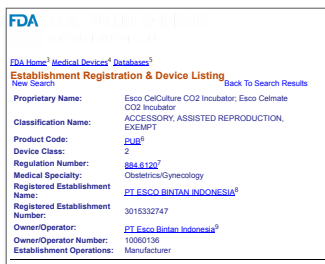 FDA
FDA Home3 Medical Devices4 Databases5
Establishment Registration & Device Listing
New Search Back To Search Results
Proprietary Name: Esco CelCulture CO2 Incubator; Esco Celmate
CO2 Incubator
Classification Name: ACCESSORY, ASSISTED REPRODUCTION,
EXEMPT
Product Code: PUB6
Device Class: 2
Regulation Number: 884.61207
Medical Specialty: Obstetrics/Gynecology
Registered Establishment
Name: PT ESCO BINTAN INDONESIA8
Registered Establishment
Number: 3015332747
Owner/Operator: PT Esco Bintan Indonesia9
Owner/Operator Number: 10060136
Establishment Operations: Manufacturer